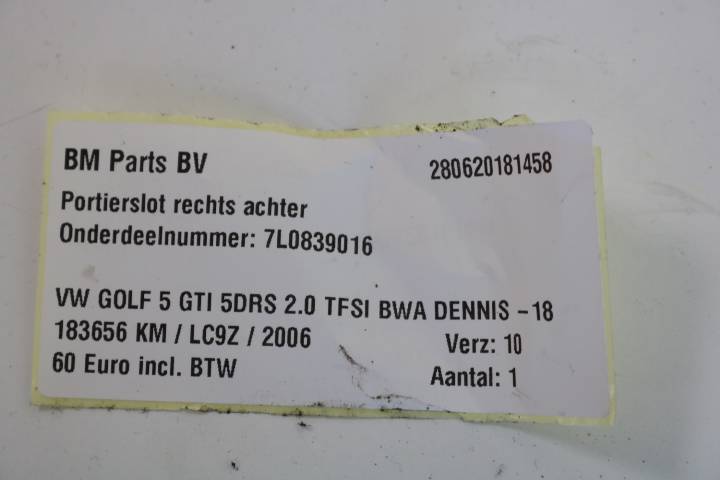 BM Parts BV 280620181458
Portierslot rechts achter
Onderdeelnummer: 7L0839016
VW GOLF 5 GTI 5DRS 2.0 TFSI BWA DENNIS -18
183656 KM / LC9Z / 2006 Verz: 10
60 Euro incl. BTW Aantal: 1